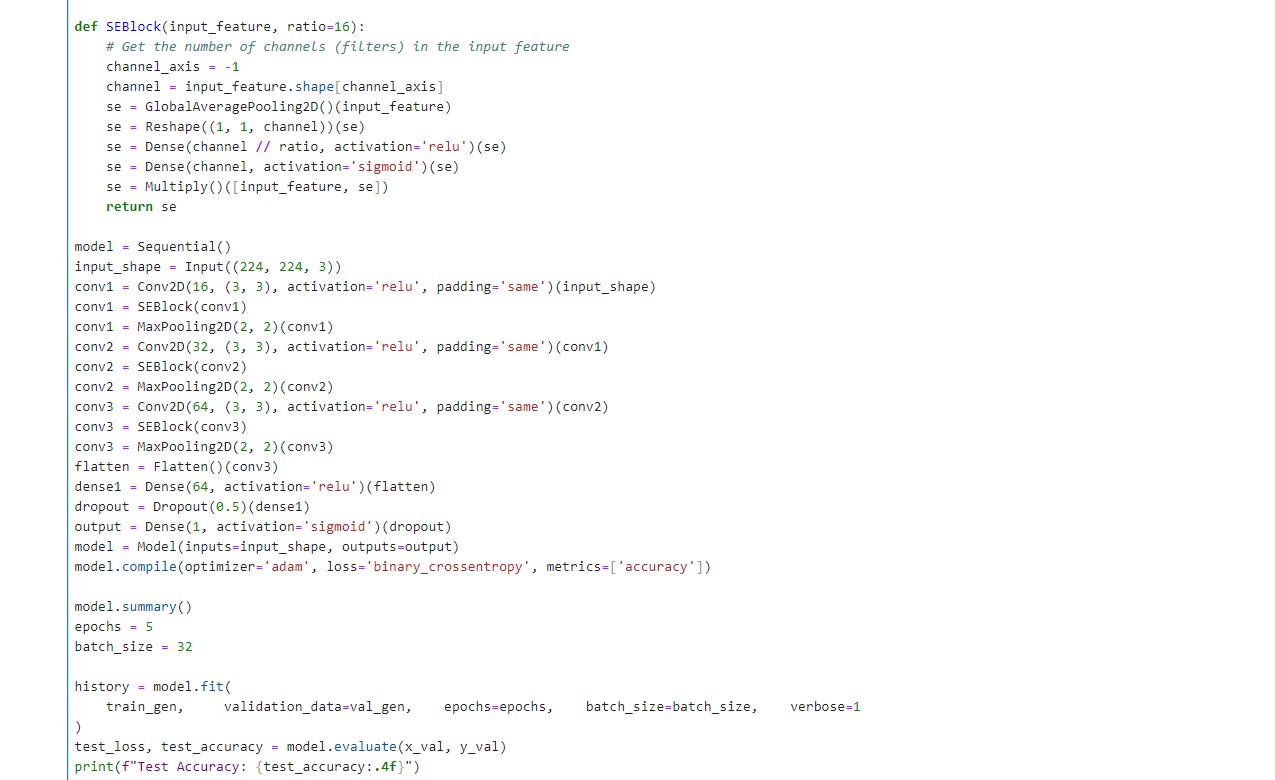 def SEBlock(input_feature, ratio=16):
    # Get the number of channels (filters) in the input feature
    channel_axis = -1
    channel = input_feature.shape[channel_axis]
    se = GlobalAveragePooling2D()(input_feature)
    se = Reshape((1, 1, channel))(se)
    se = Dense(channel // ratio, activation='relu')(se)
    se = Dense(channel, activation='sigmoid')(se)
    se = Multiply()([input_feature, se])
    return se

model = Sequential()
input_shape = Input((224, 224, 3))
conv1 = Conv2D(16, (3, 3), activation='relu', padding='same')(input_shape)
conv1 = SEBlock(conv1)
conv1 = MaxPooling2D(2, 2)(conv1)
conv2 = Conv2D(32, (3, 3), activation='relu', padding='same')(conv1)
conv2 = SEBlock(conv2)
conv2 = MaxPooling2D(2, 2)(conv2)
conv3 = Conv2D(64, (3, 3), activation='relu', padding='same')(conv2)
conv3 = SEBlock(conv3)
conv3 = MaxPooling2D(2, 2)(conv3)
flatten = Flatten()(conv3)
dense1 = Dense(64, activation='relu')(flatten)
dropout = Dropout(0.5)(dense1)
output = Dense(1, activation='sigmoid')(dropout)
model = Model(inputs=input_shape, outputs=output)
model.compile(optimizer='adam', loss='binary_crossentropy', metrics=['accuracy'])

model.summary()
epochs = 5
batch_size = 32

history = model.fit(
    train_gen,     validation_data=val_gen,    epochs=epochs,    batch_size=batch_size,    verbose=1
)
test_loss, test_accuracy = model.evaluate(x_val, y_val)
print(f"Test Accuracy: {test_accuracy:.4f}")